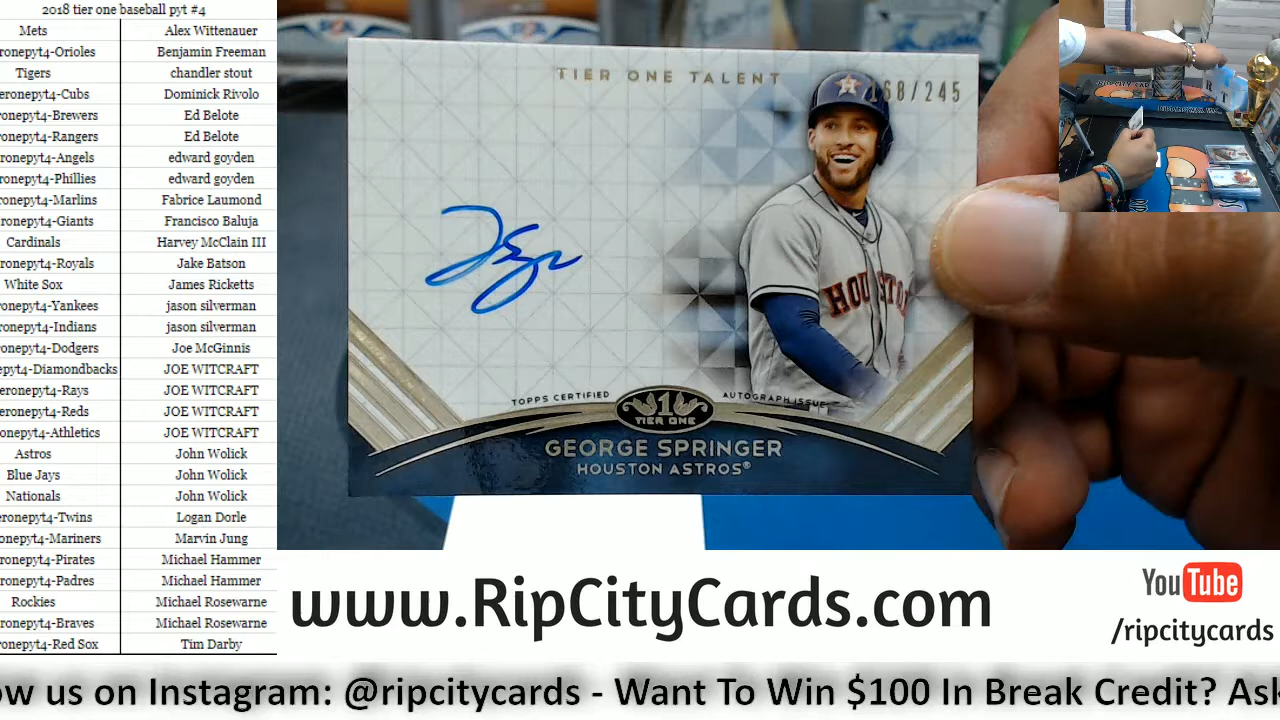 2018 tier one baseball pyt #4
Mets Alex Wittenauer
ronepyt4-Orioles Benjamin Freeman
Tigers chandler stout
eronepyt4-Cubs Dominick Rivolo
ronepyt4-Brewers Ed Belote
ronepyt4-Rangers Ed Belote
ronepyt4-Angels edward goyden
ronepyt4-Phillies edward goyden
ronepyt4-Marlins Fabrice Laumond
ronepyt4-Giants Francisco Baluja
Cardinals Harvey McClain III
ronepyt4-Royals Jake Batson
White Sox James Ricketts
ronepyt4-Yankees jason silverman
ronepyt4-Indians jason silverman
ronepyt4-Dodgers Joe McGinnis
epyt4-Diamondbacks JOE WITCRAFT
eronepyt4-Rays JOE WITCRAFT
eronepyt4-Reds JOE WITCRAFT
onepyt4-Athletics JOE WITCRAFT
Astros John Wolick
Blue Jays John Wolick
Nationals John Wolick
eronepyt4-Twins Logan Dorle
onepyt4-Mariners Marvin Jung
ronepyt4-Pirates Michael Hammer
ronepyt4-Padres Michael Hammer
Rockies Michael Rosewarne
ronepyt4-Braves Michael Rosewarne
ronepyt4-Red Sox Tim Darby
TIER ONE TALENT
168/245
HOUSTON
TOPPS CERTIFIED AUTOGRAPH ISSUE
1
TIER ONE
GEORGE SPRINGER
HOUSTON ASTROS®
www.RipCityCards.com
YouTube
/ripcitycards
ow us on Instagram: @ripcitycards - Want To Win $100 In Break Credit? Ask